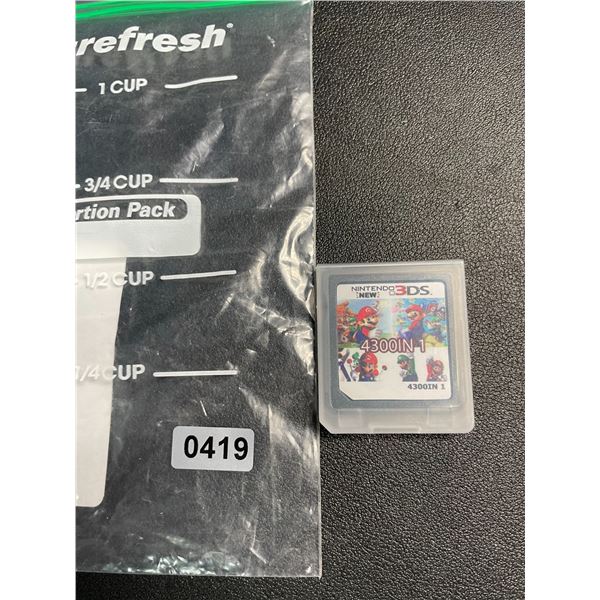 refresh
1 CUP
3/4 CUP
rtion Pack
1/2 CUP
1/4 CUP
0419
NINTENDO 3DS
NEW
4300IN 1
4300IN 1